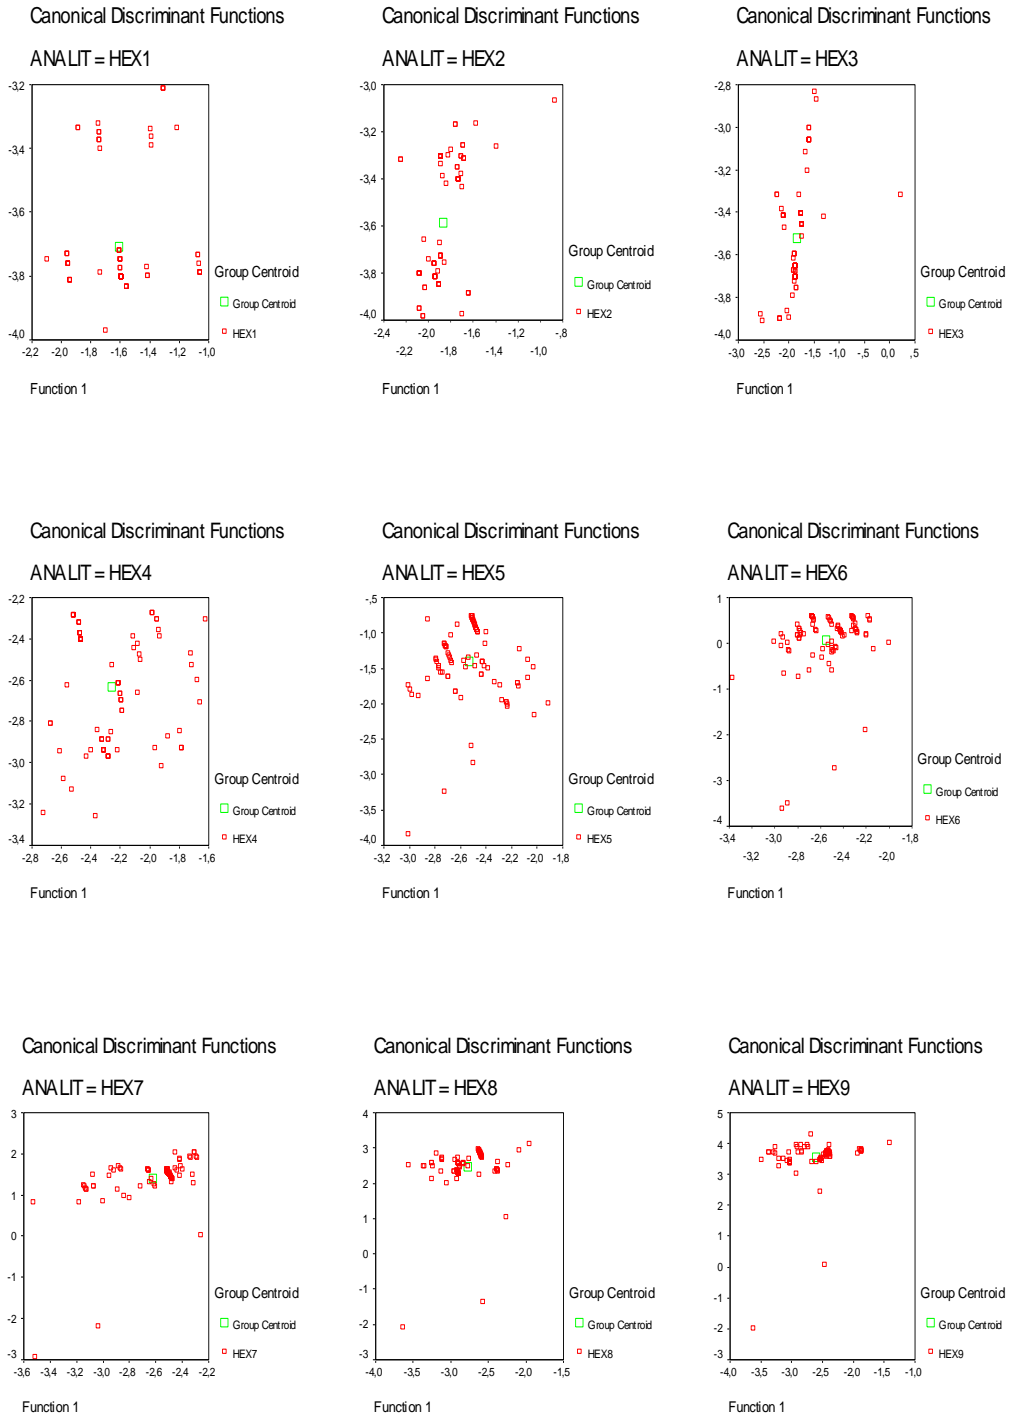 Canonical Discriminant Functions
ANALIT = HEX1
-3,2
-3,4
-3,6
-3,8
-4,0
-2,2 -2,0 -1,8 -1,6 -1,4 -1,2 -1,0
Group Centroid
Group Centroid
HEX1
Function 1
Canonical Discriminant Functions
ANALIT = HEX2
-3,0
-3,2
-3,4
-3,6
-3,8
-4,0
-2,4 -2,0 -1,6 -1,2 -,8
-2,2 -1,8 -1,4 -1,0
Group Centroid
Group Centroid
HEX2
Function 1
Canonical Discriminant Functions
ANALIT = HEX3
-2,8
-3,0
-3,2
-3,4
-3,6
-3,8
-4,0
-3,0 -2,5 -2,0 -1,5 -1,0 -,5 0,0 ,5
Group Centroid
Group Centroid
HEX3
Function 1
Canonical Discriminant Functions
ANALIT = HEX4
-2,2
-2,4
-2,6
-2,8
-3,0
-3,2
-3,4
-2,8 -2,6 -2,4 -2,2 -2,0 -1,8 -1,6
Group Centroid
Group Centroid
HEX4
Function 1
Canonical Discriminant Functions
ANALIT = HEX5
-,5
-1,0
-1,5
-2,0
-2,5
-3,0
-3,5
-4,0
-3,2 -3,0 -2,8 -2,6 -2,4 -2,2 -2,0 -1,8
Group Centroid
Group Centroid
HEX5
Function 1
Canonical Discriminant Functions
ANALIT = HEX6
1
0
-1
-2
-3
-4
-3,4 -3,0 -2,6 -2,2 -1,8
-3,2 -2,8 -2,4 -2,0
Group Centroid
Group Centroid
HEX6
Function 1
Canonical Discriminant Functions
ANALIT = HEX7
3
2
1
0
-1
-2
-3
-3,6 -3,4 -3,2 -3,0 -2,8 -2,6 -2,4 -2,2
Group Centroid
Group Centroid
HEX7
Function 1
Canonical Discriminant Functions
ANALIT = HEX8
4
3
2
1
0
-1
-2
-3
-4,0 -3,5 -3,0 -2,5 -2,0 -1,5
Group Centroid
Group Centroid
HEX8
Function 1
Canonical Discriminant Functions
ANALIT = HEX9
5
4
3
2
1
0
-1
-2
-3
-4,0 -3,5 -3,0 -2,5 -2,0 -1,5 -1,0
Group Centroid
Group Centroid
HEX9
Function 1